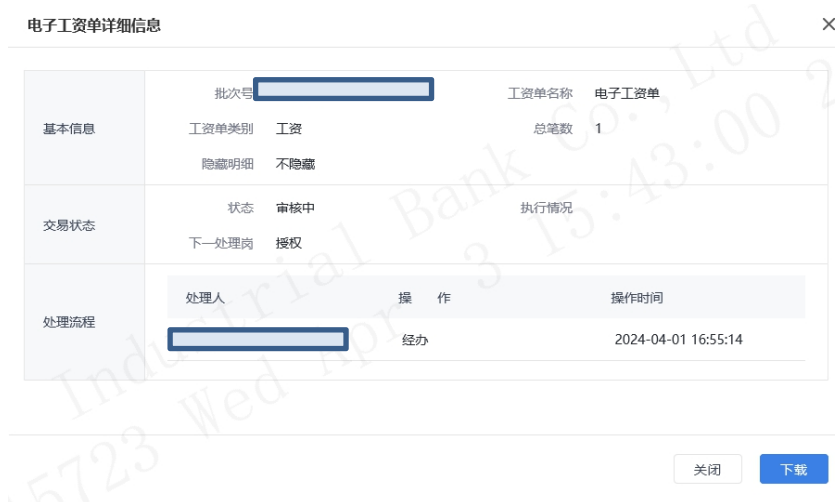 电子工资单详细信息
基本信息
批次号
工资单名称 电子工资单
工资单类别 工资
总笔数 1
隐藏明细 不隐藏
交易状态
状态 审核中
执行情况
下一处理岗 授权
处理流程
处理人 操 作 操作时间
经办 2024-04-01 16:55:14
关闭 下载
Industrial Bank Co., Ltd
15723 Wed Apr 3 15:43:00 2